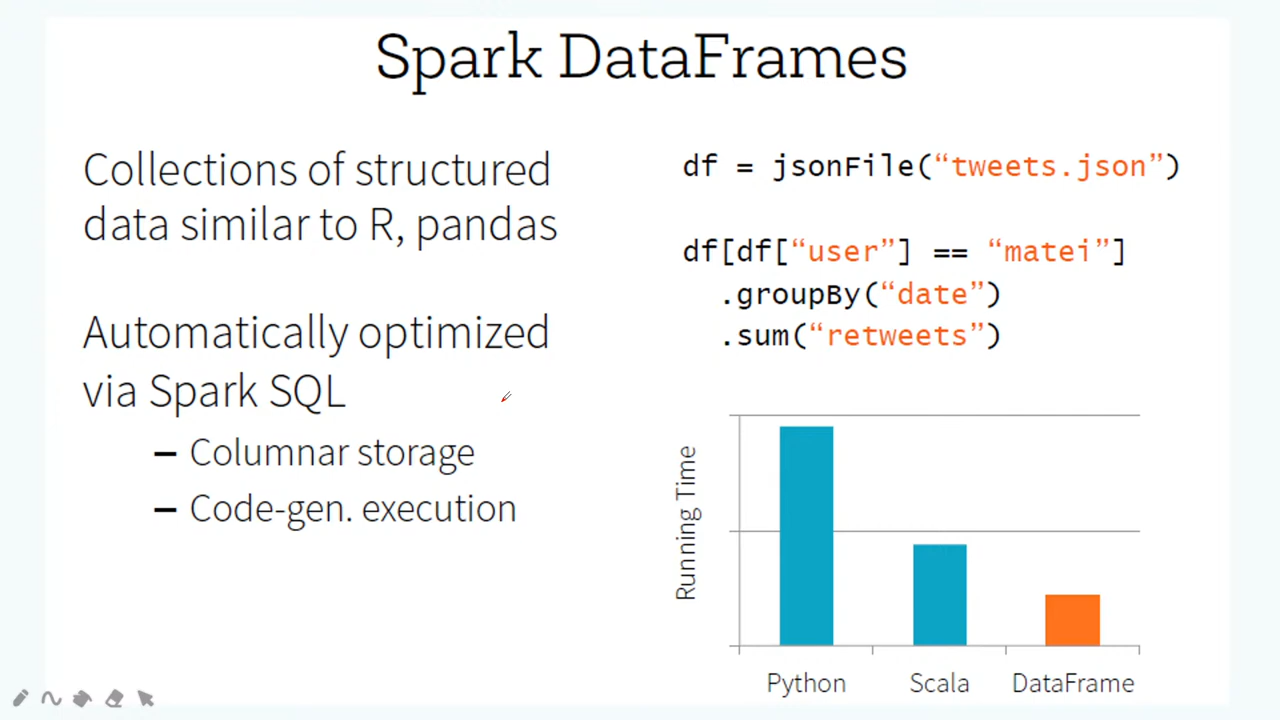 Spark DataFrames
Collections of structured
data similar to R, pandas
Automatically optimized
via Spark SQL
– Columnar storage
– Code-gen. execution
df = jsonFile(“tweets.json”)
df[df[“user”] == “matei”]
.groupBy(“date”)
.sum(“retweets”)
Running Time
Python
Scala
DataFrame